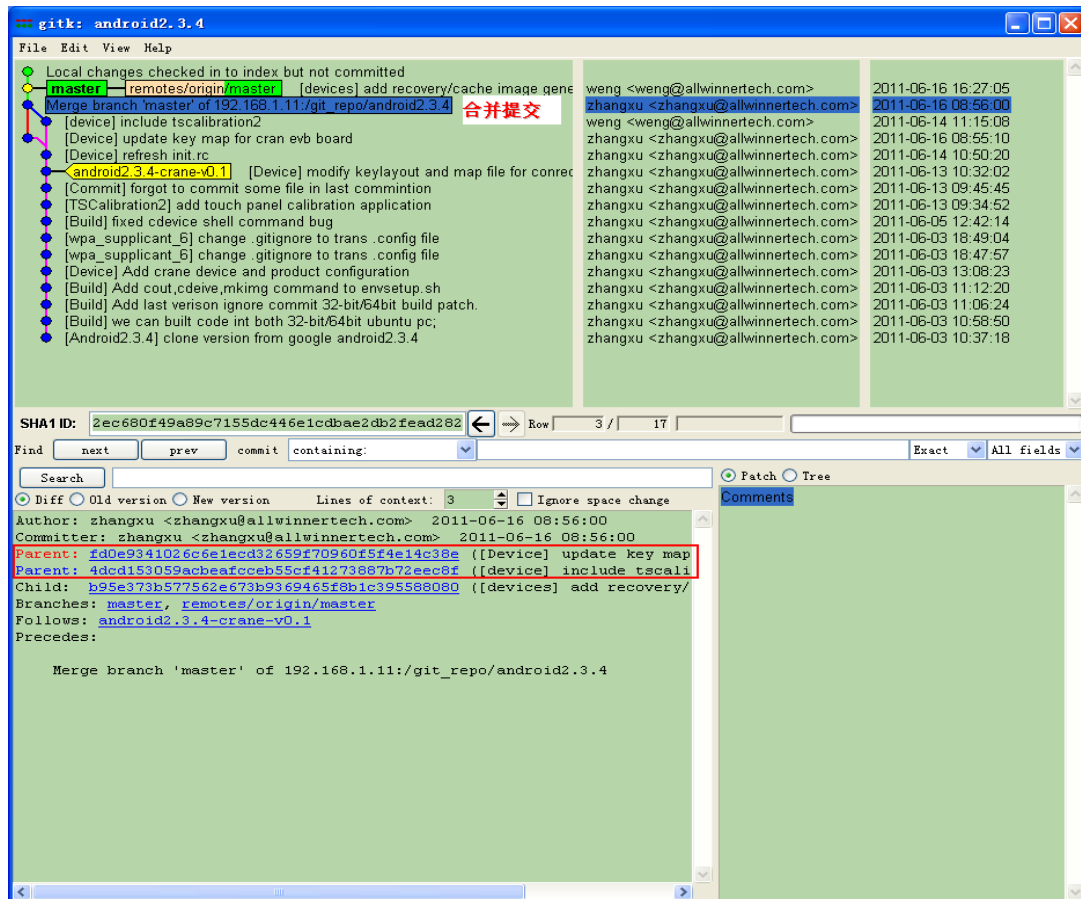 gitk: android2.3.4
File Edit View Help
Local changes checked in to index but not committed
master remotes/origin/master [devices] add recovery/cache image gene weng <weng@allwinnertech.com> 2011-06-16 16:27:05
Merge branch 'master' of 192.168.1.11:/git_repo/android2.3.4 合并提交 zhangxu <zhangxu@allwinnertech.com> 2011-06-16 08:56:00
[device] include tscalibration2 weng <weng@allwinnertech.com> 2011-06-14 11:15:08
[Device] update key map for cran evb board zhangxu <zhangxu@allwinnertech.com> 2011-06-16 08:55:10
[Device] refresh init.rc zhangxu <zhangxu@allwinnertech.com> 2011-06-14 10:50:20
android2.3.4-crane-v0.1 [Device] modify keylayout and map file for conrec zhangxu <zhangxu@allwinnertech.com> 2011-06-13 10:32:02
[Commit] forgot to commit some file in last commintion zhangxu <zhangxu@allwinnertech.com> 2011-06-13 09:45:45
[TSCalibration2] add touch panel calibration application zhangxu <zhangxu@allwinnertech.com> 2011-06-13 09:34:52
[Build] fixed cdevice shell command bug zhangxu <zhangxu@allwinnertech.com> 2011-06-05 12:42:14
[wpa_supplicant_6] change .gitignore to trans .config file zhangxu <zhangxu@allwinnertech.com> 2011-06-03 18:49:04
[wpa_supplicant_6] change .gitignore to trans .config file zhangxu <zhangxu@allwinnertech.com> 2011-06-03 18:47:57
[Device] Add crane device and product configuration zhangxu <zhangxu@allwinnertech.com> 2011-06-03 13:08:23
[Build] Add cout,cdeive,mkimg command to envsetup.sh zhangxu <zhangxu@allwinnertech.com> 2011-06-03 11:12:20
[Build] Add last verison ignore commit 32-bit/64bit build patch. zhangxu <zhangxu@allwinnertech.com> 2011-06-03 11:06:24
[Build] we can built code int both 32-bit/64bit ubuntu pc; zhangxu <zhangxu@allwinnertech.com> 2011-06-03 10:58:50
[Android2.3.4] clone version from google android2.3.4 zhangxu <zhangxu@allwinnertech.com> 2011-06-03 10:37:18
SHA1 ID: 2ec680f49a89c7155dc446e1cdbae2db2fead282 Row 3 / 17
Find next prev commit containing: Exact All fields
Search Patch Tree
Diff Old version New version Lines of context: 3 Ignore space change Comments
Author: zhangxu <zhangxu@allwinnertech.com> 2011-06-16 08:56:00
Committer: zhangxu <zhangxu@allwinnertech.com> 2011-06-16 08:56:00
Parent: fd0e9341026c6e1ecd32659f70960f5f4e14c38e ([Device] update key map
Parent: 4dcd153059acbeafcceb55cf41273887b72eec8f ([device] include tscali
Child: b95e373b577562e673b9369465f8b1c395588080 ([devices] add recovery/
Branches: master, remotes/origin/master
Follows: android2.3.4-crane-v0.1
Precedes:
Merge branch 'master' of 192.168.1.11:/git_repo/android2.3.4